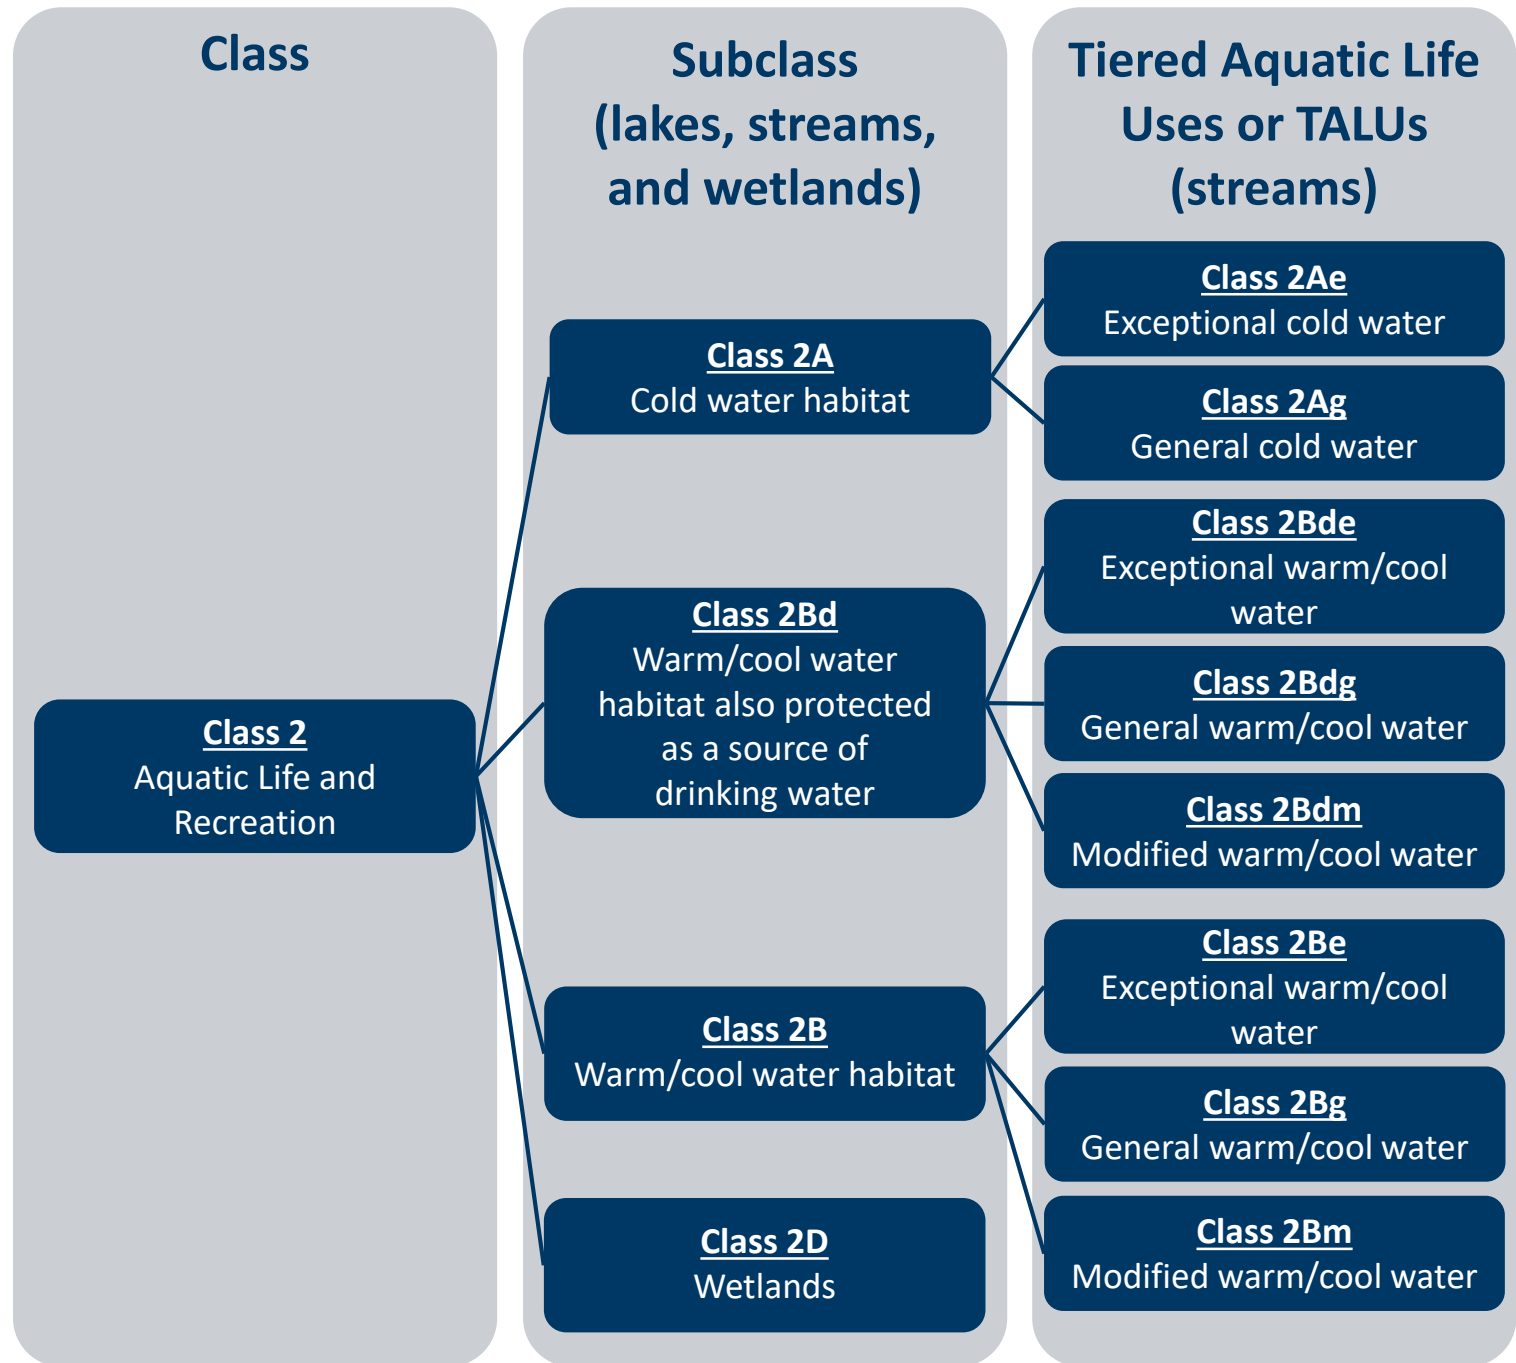 Class
Subclass
(lakes, streams,
and wetlands)
Tiered Aquatic Life
Uses or TALUs
(streams)
Class 2
Aquatic Life and
Recreation
Class 2A
Cold water habitat
Class 2Bd
Warm/cool water
habitat also protected
as a source of
drinking water
Class 2B
Warm/cool water habitat
Class 2D
Wetlands
Class 2Ae
Exceptional cold water
Class 2Ag
General cold water
Class 2Bde
Exceptional warm/cool
water
Class 2Bdg
General warm/cool water
Class 2Bdm
Modified warm/cool water
Class 2Be
Exceptional warm/cool
water
Class 2Bg
General warm/cool water
Class 2Bm
Modified warm/cool water